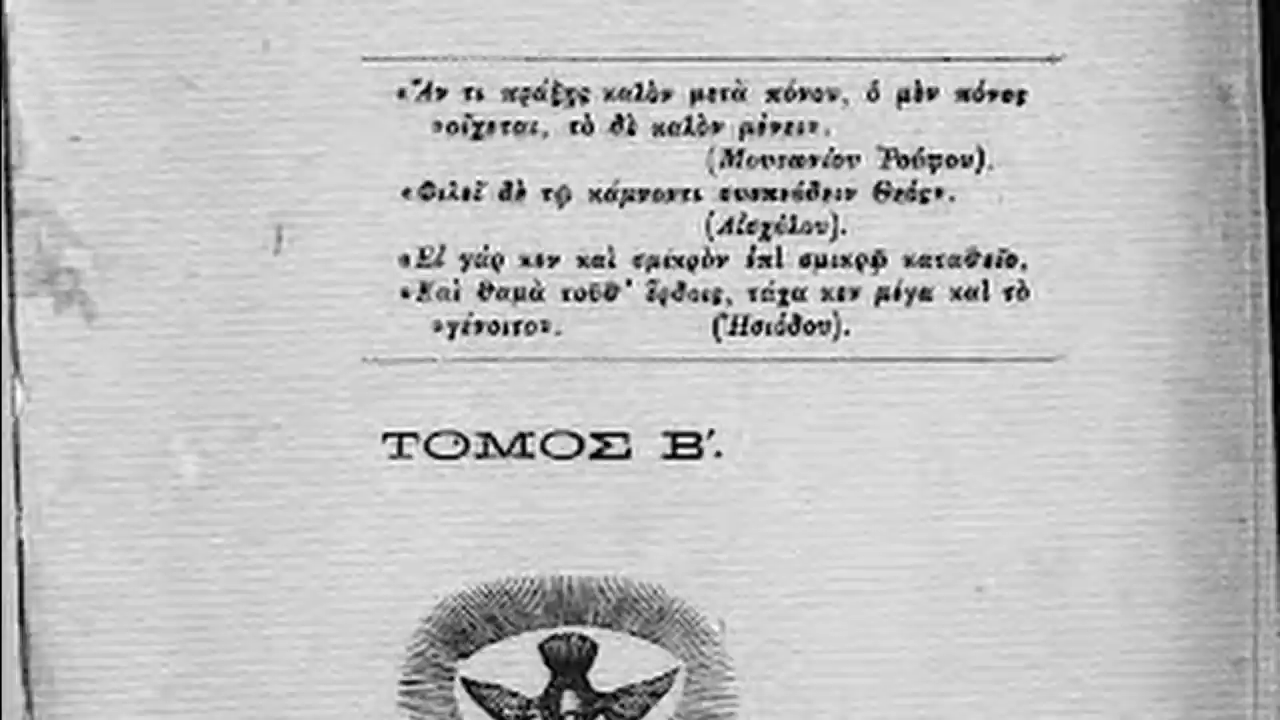 «Ἄν τι πράξῃς καλὸν μετὰ πόνου, ὁ μὲν πόνος
»οἴχεται, τὸ δὲ καλὸν μένει».
(Μουσωνίου Ῥούφου).
«Φιλεῖ δὲ τῷ κάμνοντι συσπεύδειν Θεός».
(Αἰσχύλου).
«Εἰ γάρ κεν καὶ σμικρὸν ἐπὶ σμικρῷ καταθεῖο,
«Καὶ θαμὰ τοῦθ' ἔρδοις, τάχα κεν μέγα καὶ τὸ
»γένοιτο». (Ἡσιόδου).
ΤΟΜΟΣ Β΄.